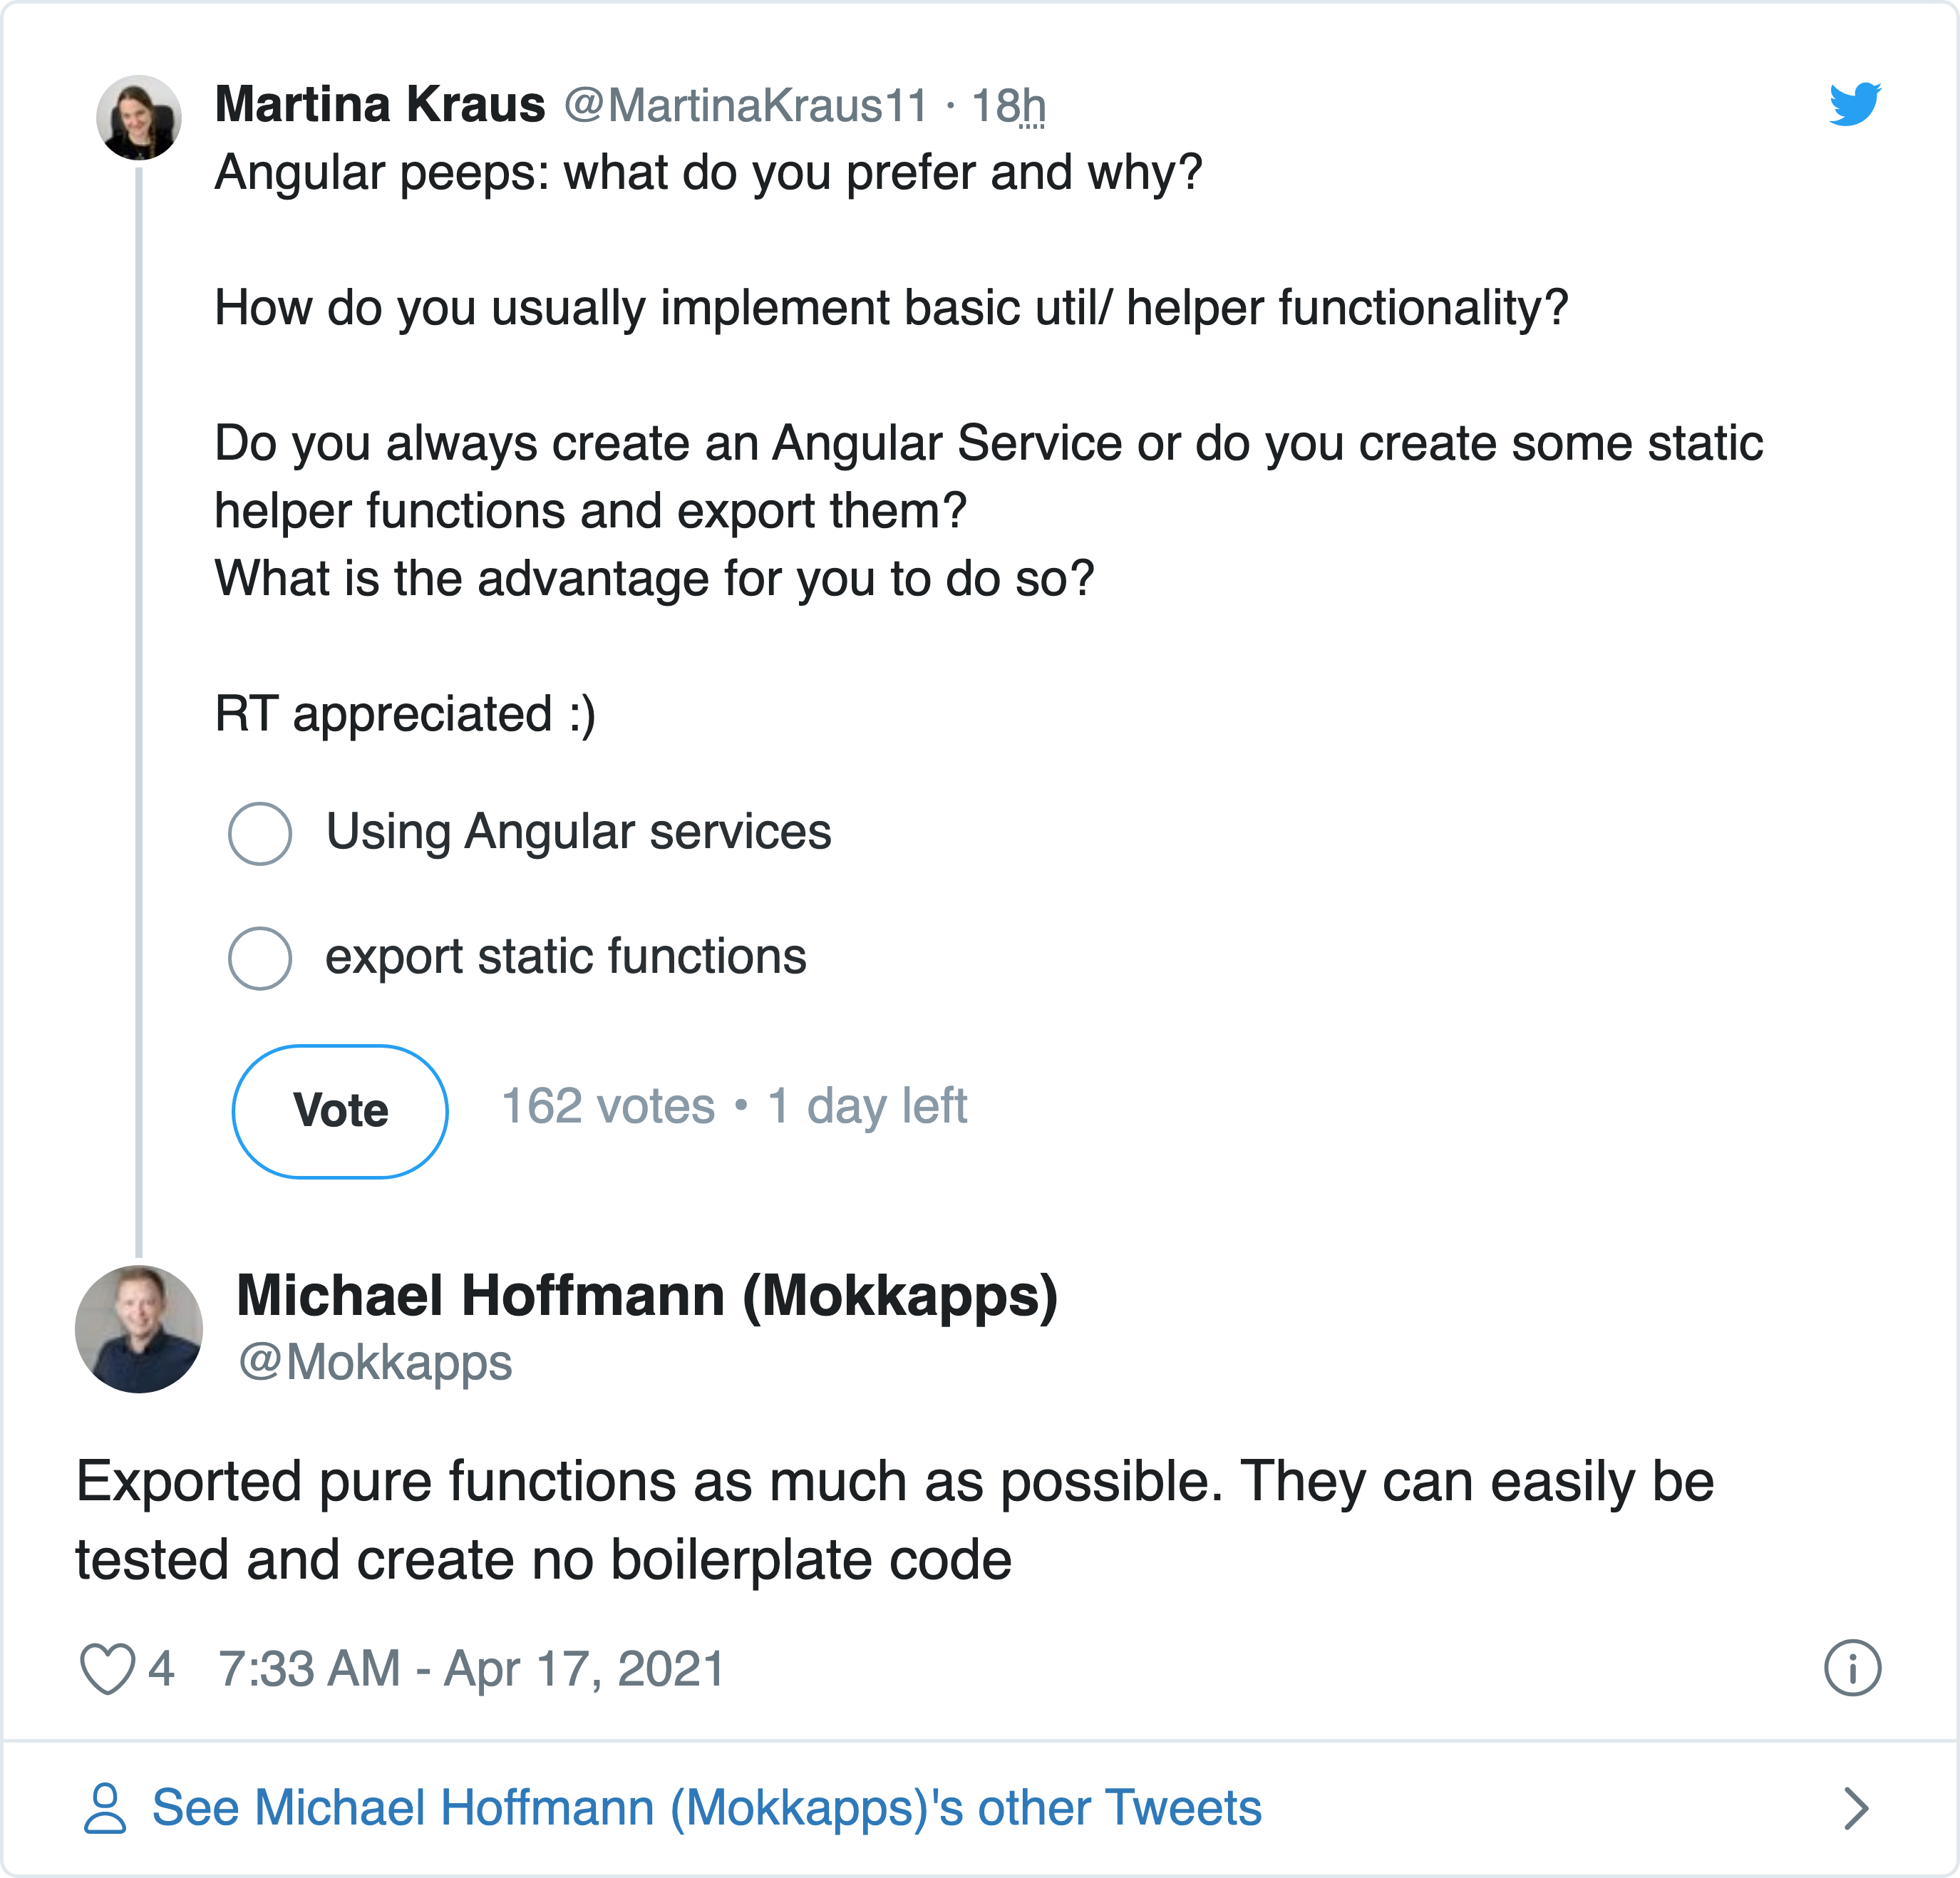 Martina Kraus @MartinaKraus11 · 18h
Angular peeps: what do you prefer and why?
How do you usually implement basic util/ helper functionality?
Do you always create an Angular Service or do you create some static
helper functions and export them?
What is the advantage for you to do so?
RT appreciated :)
Using Angular services
export static functions
Vote 162 votes • 1 day left
Michael Hoffmann (Mokkapps)
@Mokkapps
Exported pure functions as much as possible. They can easily be
tested and create no boilerplate code
4 7:33 AM - Apr 17, 2021
See Michael Hoffmann (Mokkapps)'s other Tweets